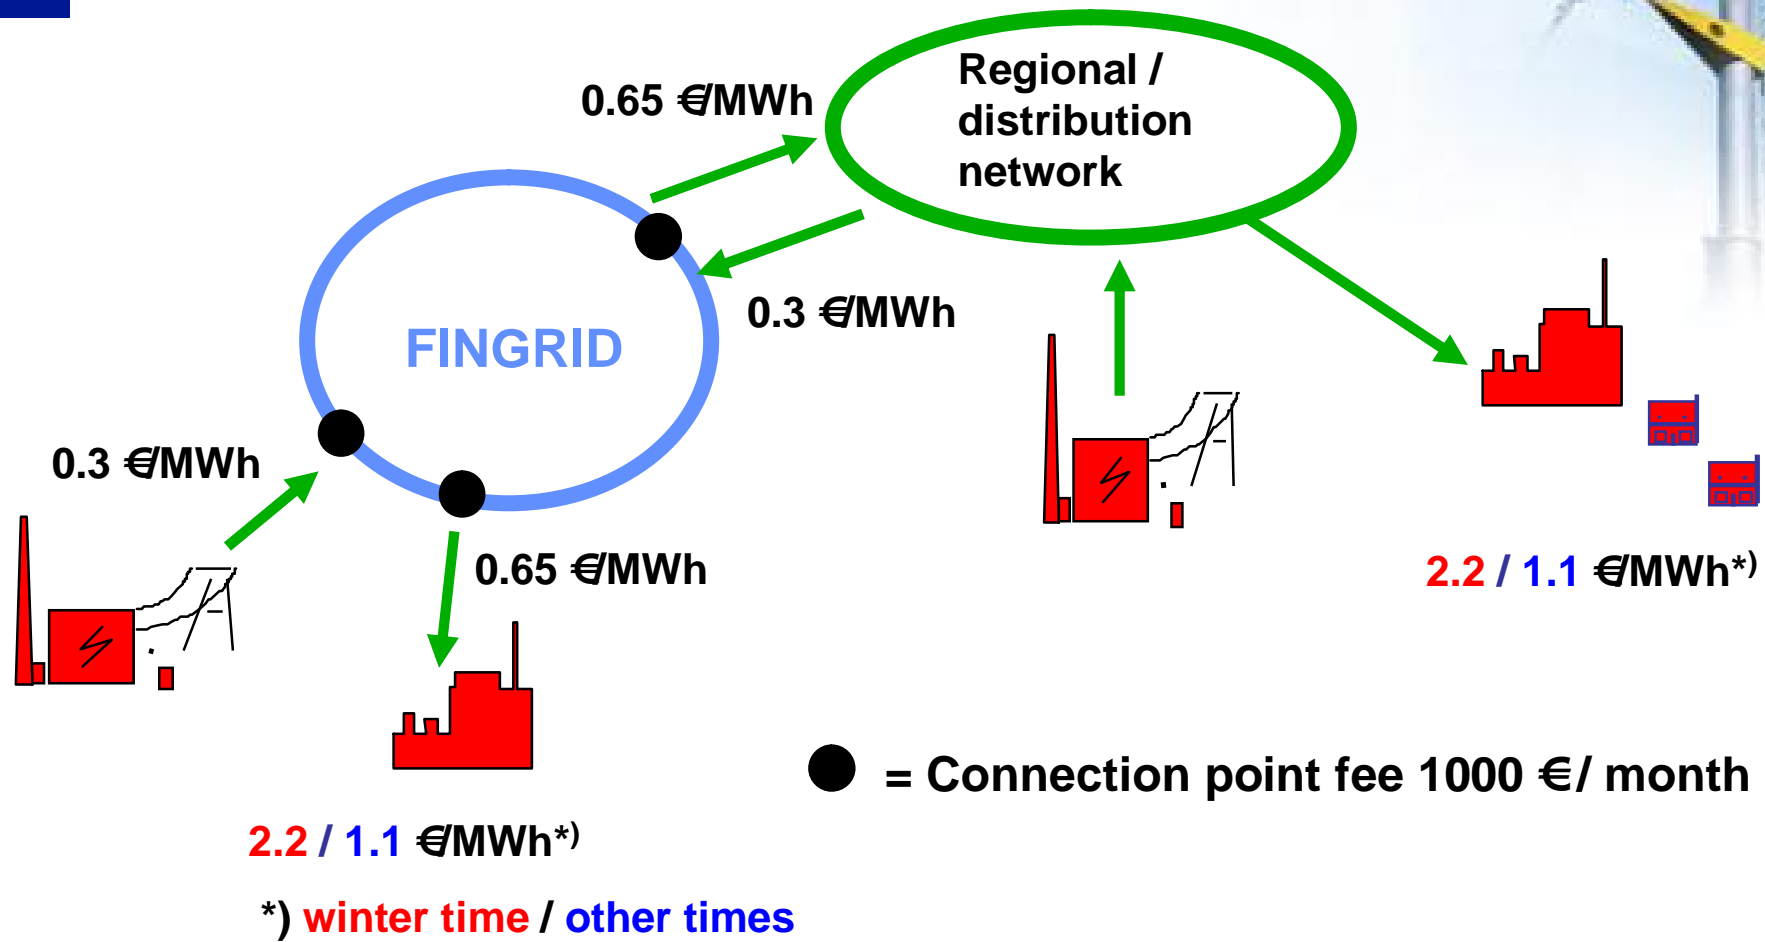 0.65 €/MWh
Regional /
distribution
network
0.3 €/MWh
FINGRID
0.3 €/MWh
0.65 €/MWh
2.2 / 1.1 €/MWh*)
= Connection point fee 1000 €/ month
2.2 / 1.1 €/MWh*)
*) winter time / other times